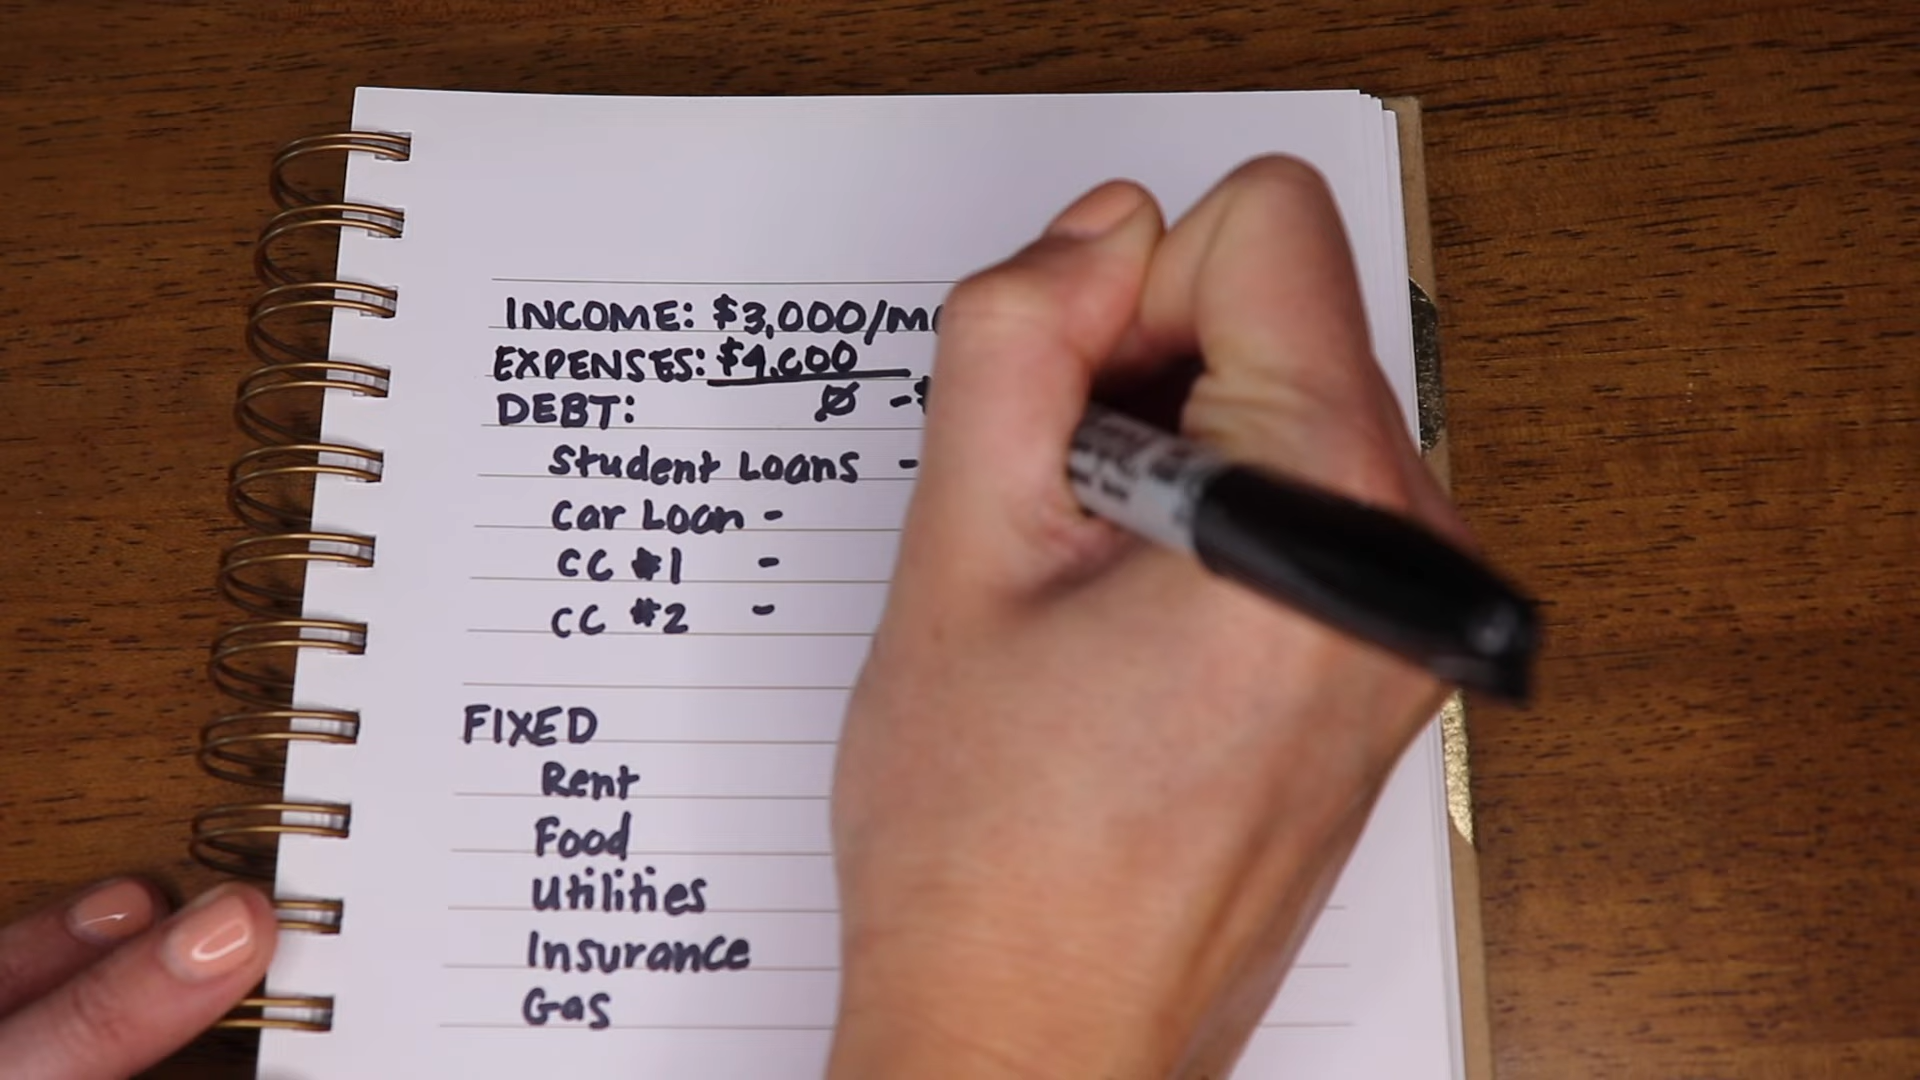 INCOME: $3,000/mo
EXPENSES: $4,000
DEBT: Ø -$
Student Loans -
Car Loan -
CC #1 -
CC #2 -
FIXED
Rent
Food
Utilities
Insurance
Gas